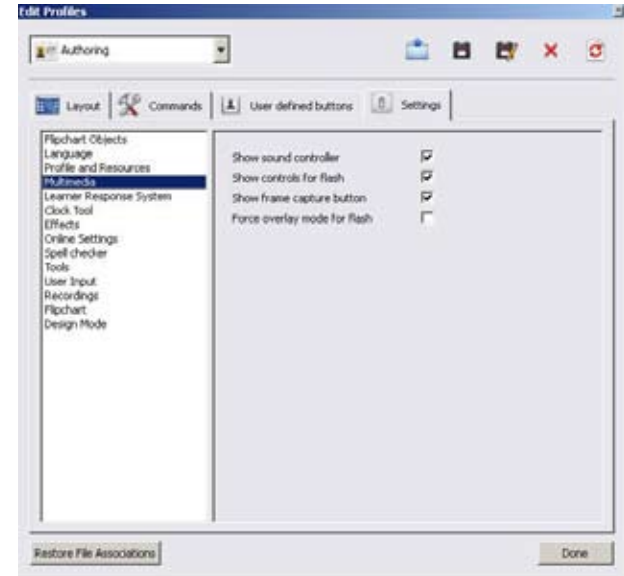 Edit Profiles
Authoring
Layout
Commands
User defined buttons
Settings
Flipchart Objects
Language
Profile and Resources
Multimedia
Learner Response System
Clock Tool
Effects
Online Settings
Spell checker
Tools
User Input
Recordings
Flipchart
Design Mode
Show sound controller
Show controls for flash
Show frame capture button
Force overlay mode for flash
Restore File Associations
Done